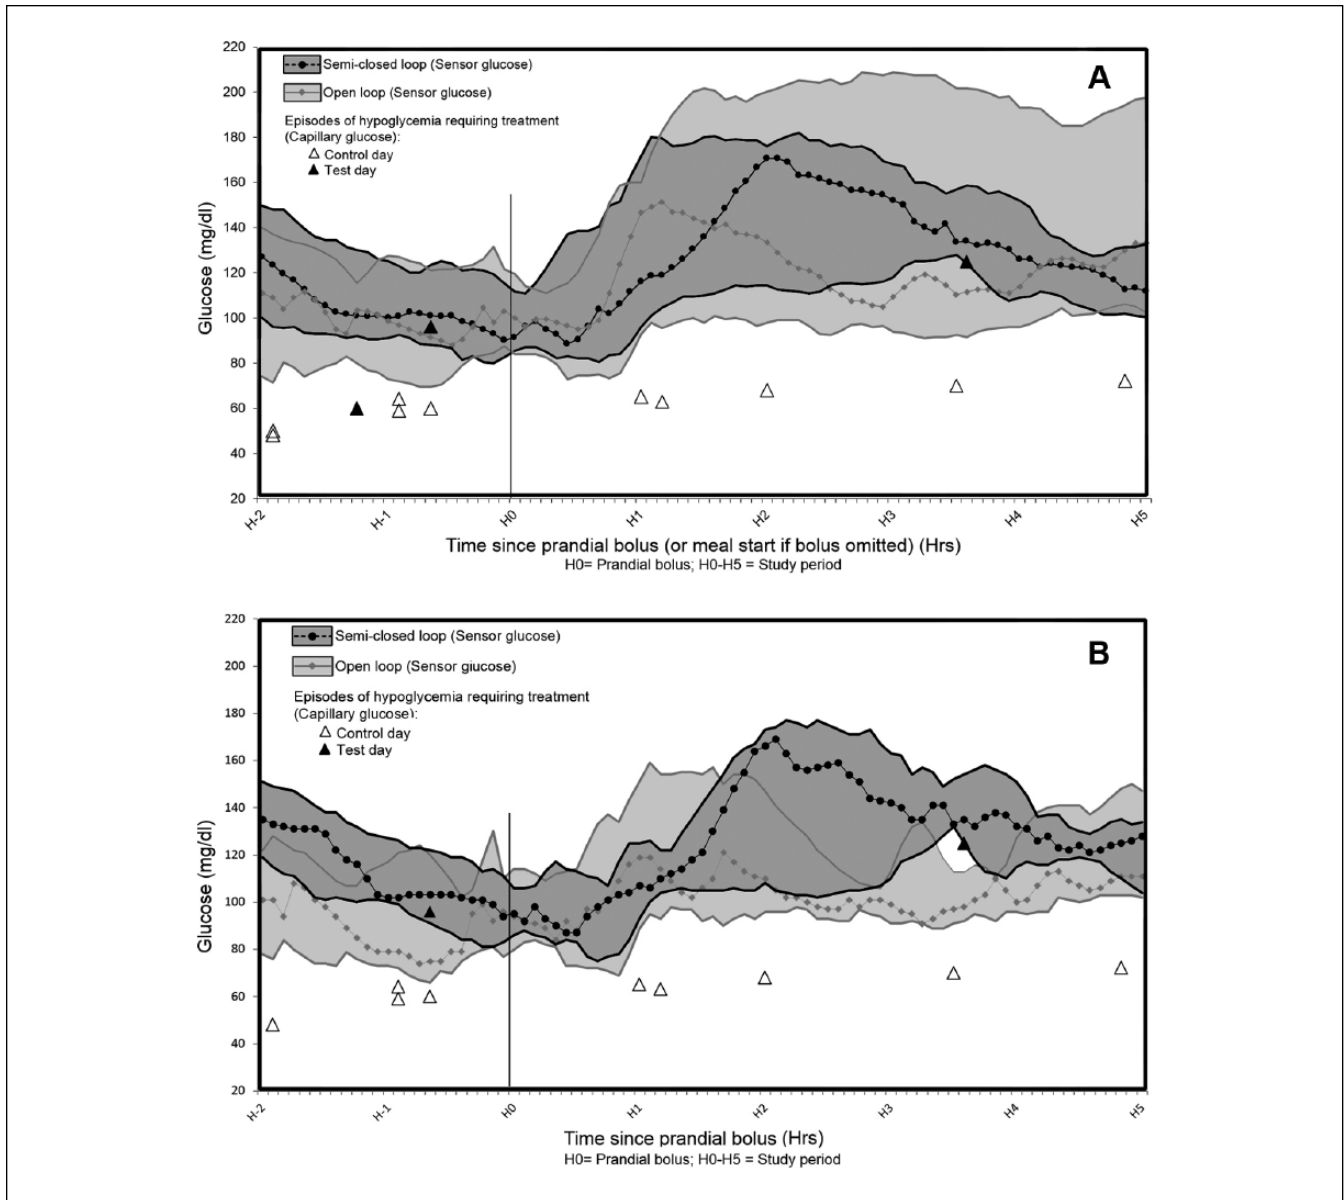 A
220
200
180
160
140
120
100
80
60
40
20
Glucose (mg/dl)
Semi-closed loop (Sensor glucose)
Open loop (Sensor glucose)
Episodes of hypoglycemia requiring treatment
(Capillary glucose):
Control day
Test day
H-2 H-1 H0 H1 H2 H3 H4 H5
Time since prandial bolus (or meal start if bolus omitted) (Hrs)
H0= Prandial bolus; H0-H5 = Study period
B
220
200
180
160
140
120
100
80
60
40
20
Glucose (mg/dl)
Semi-closed loop (Sensor glucose)
Open loop (Sensor giucose)
Episodes of hypoglycemia requiring treatment
(Capillary glucose):
Control day
Test day
H-2 H-1 H0 H1 H2 H3 H4 H5
Time since prandial bolus (Hrs)
H0= Prandial bolus; H0-H5 = Study period